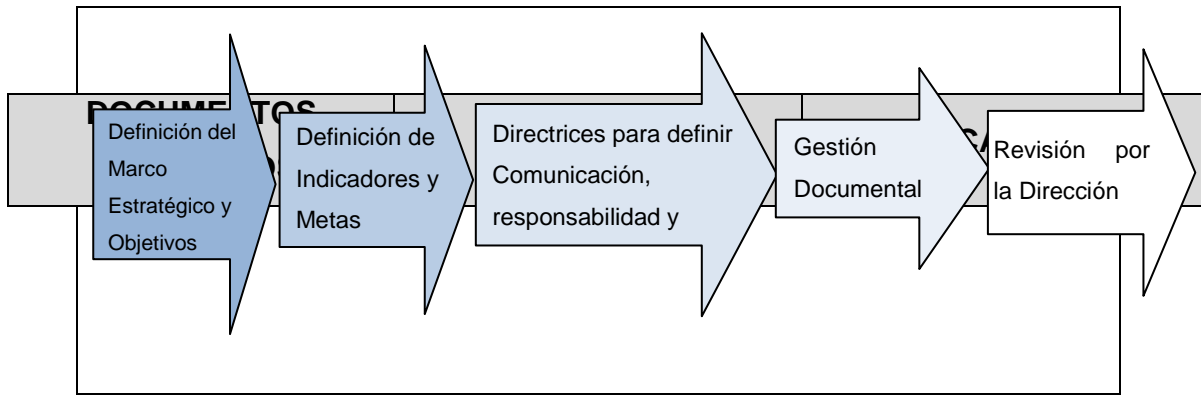 DOCUMENTOS
Definición del
Marco
Estratégico y
Objetivos
Definición de
Indicadores y
Metas
Directrices para definir
Comunicación,
responsabilidad y
Gestión
Documental
Revisión por
la Dirección